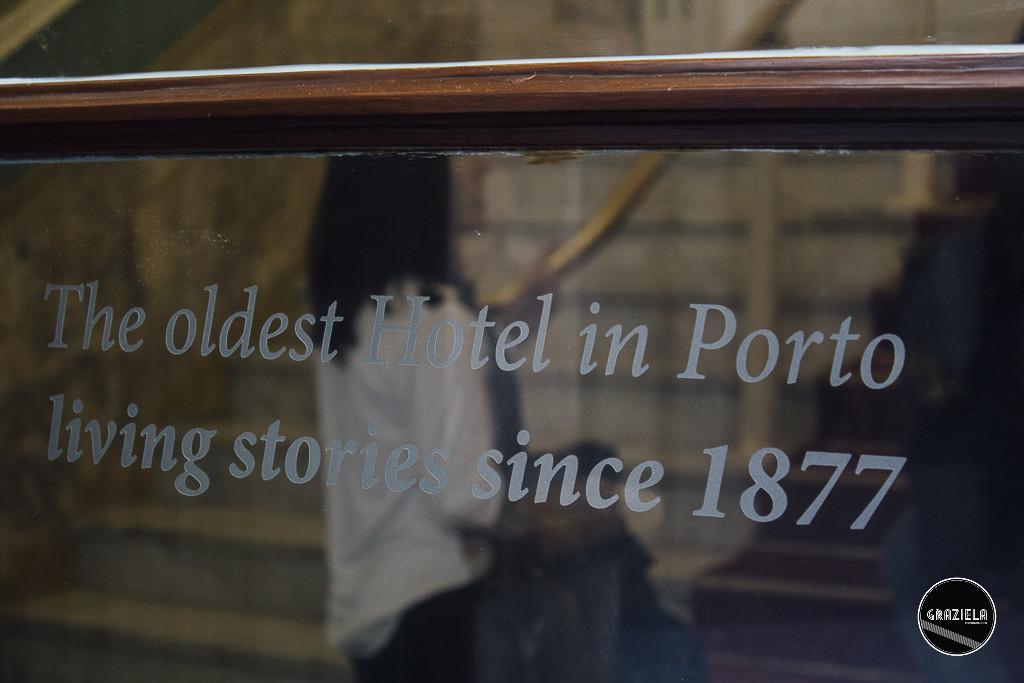 The oldest Hotel in Porto
living stories since 1877
GRAZIELA